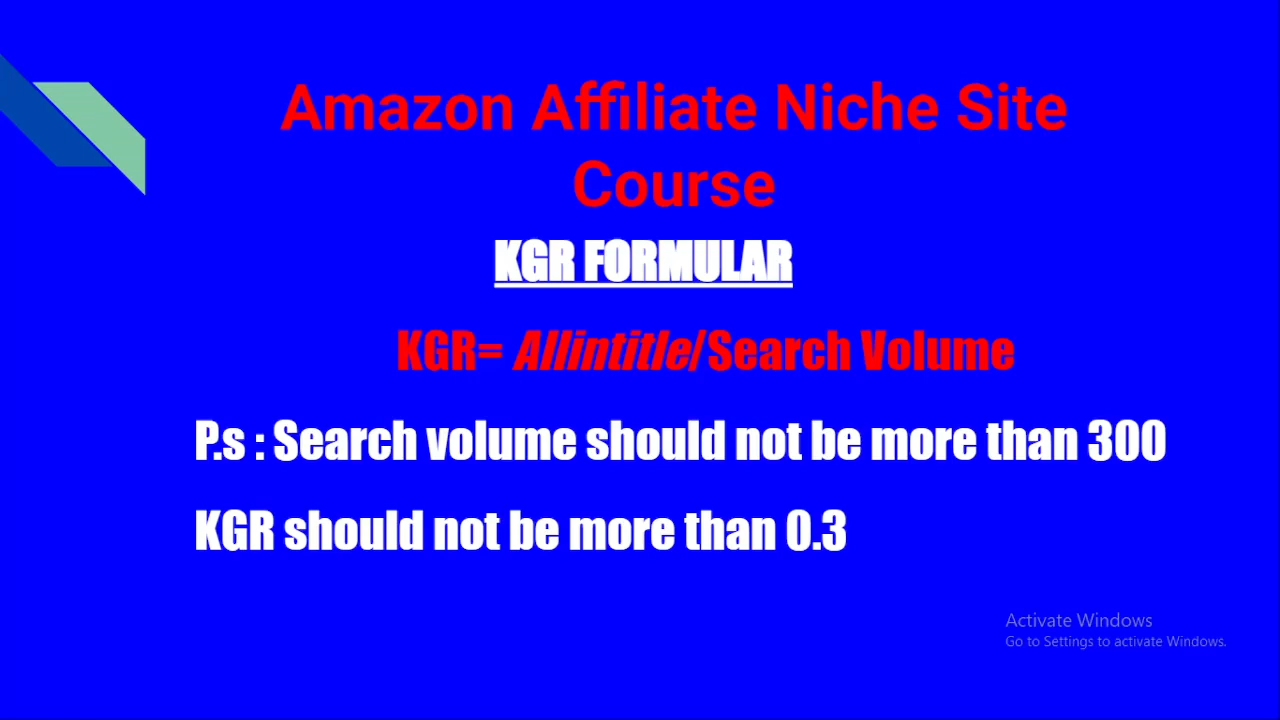 Amazon Affiliate Niche Site
Course
KGR FORMULAR
KGR= Allintitle/Search Volume
P.s : Search volume should not be more than 300
KGR should not be more than 0.3
Activate Windows
Go to Settings to activate Windows.